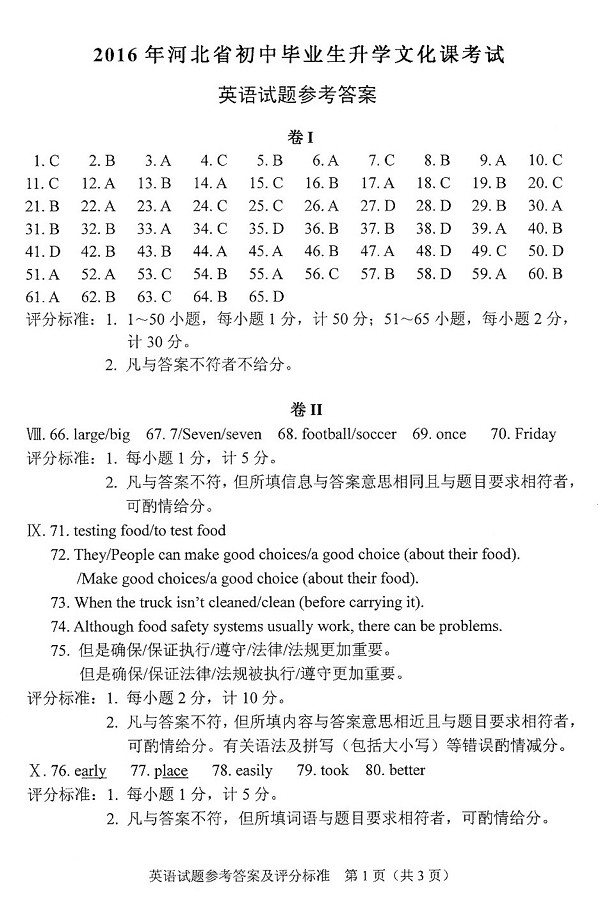 2016 年河北省初中毕业生升学文化课考试
英语试题参考答案
卷 I
1. C 2. B 3. A 4. C 5. B 6. A 7. C 8. B 9. A 10. C
11. C 12. A 13. B 14. A 15. C 16. B 17. A 18. C 19. B 20. C
21. B 22. A 23. A 24. C 25. C 26. A 27. D 28. D 29. B 30. A
31. B 32. B 33. A 34. C 35. D 36. B 37. B 38. D 39. A 40. B
41. D 42. B 43. B 44. A 45. A 46. B 47. A 48. D 49. C 50. D
51. A 52. A 53. C 54. B 55. A 56. C 57. B 58. D 59. A 60. B
61. A 62. B 63. C 64. B 65. D
评分标准：1. 1～50 小题，每小题 1 分，计 50 分；51～65 小题，每小题 2 分，
计 30 分。
2. 凡与答案不符者不给分。
卷 II
Ⅷ. 66. large/big 67. 7/Seven/seven 68. football/soccer 69. once 70. Friday
评分标准：1. 每小题 1 分，计 5 分。
2. 凡与答案不符，但所填信息与答案意思相同且与题目要求相符者，
可酌情给分。
Ⅸ. 71. testing food/to test food
72. They/People can make good choices/a good choice (about their food).
/Make good choices/a good choice (about their food).
73. When the truck isn't cleaned/clean (before carrying it).
74. Although food safety systems usually work, there can be problems.
75. 但是确保/保证执行/遵守/法律/法规更加重要。
但是确保/保证法律/法规被执行/遵守更加重要。
评分标准：1. 每小题 2 分，计 10 分。
2. 凡与答案不符，但所填内容与答案意思相近且与题目要求相符者，
可酌情给分。有关语法及拼写（包括大小写）等错误酌情减分。
Ⅹ. 76. early 77. place 78. easily 79. took 80. better
评分标准：1. 每小题 1 分，计 5 分。
2. 凡与答案不符，但所填词语与题目要求相符者，可酌情给分。
英语试题参考答案及评分标准 第 1 页（共 3 页）